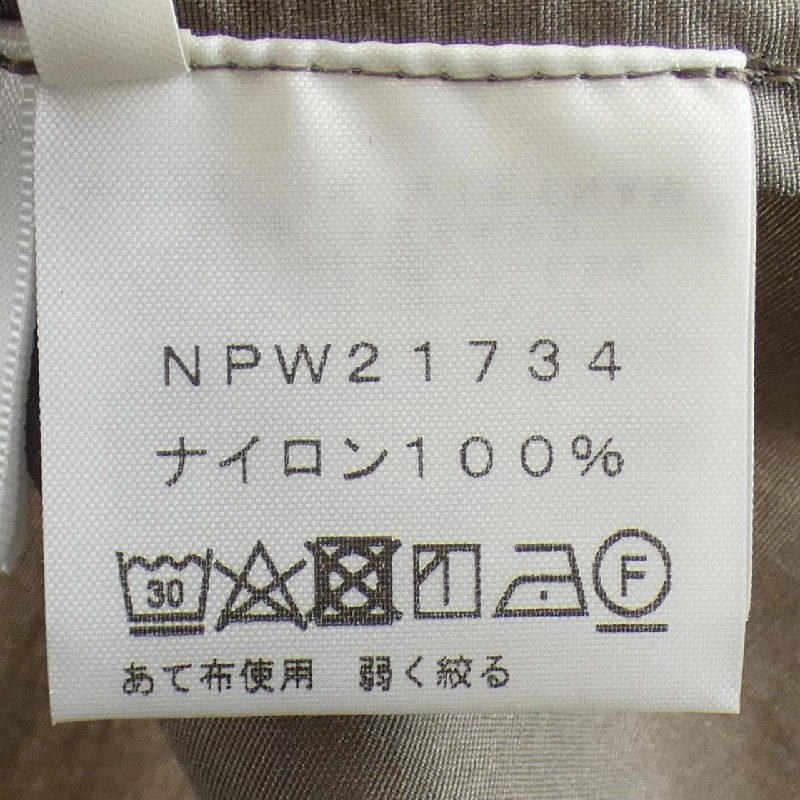 ＮＰＷ２１７３４
ナイロン１００％
30 F
あて布使用　弱く絞る